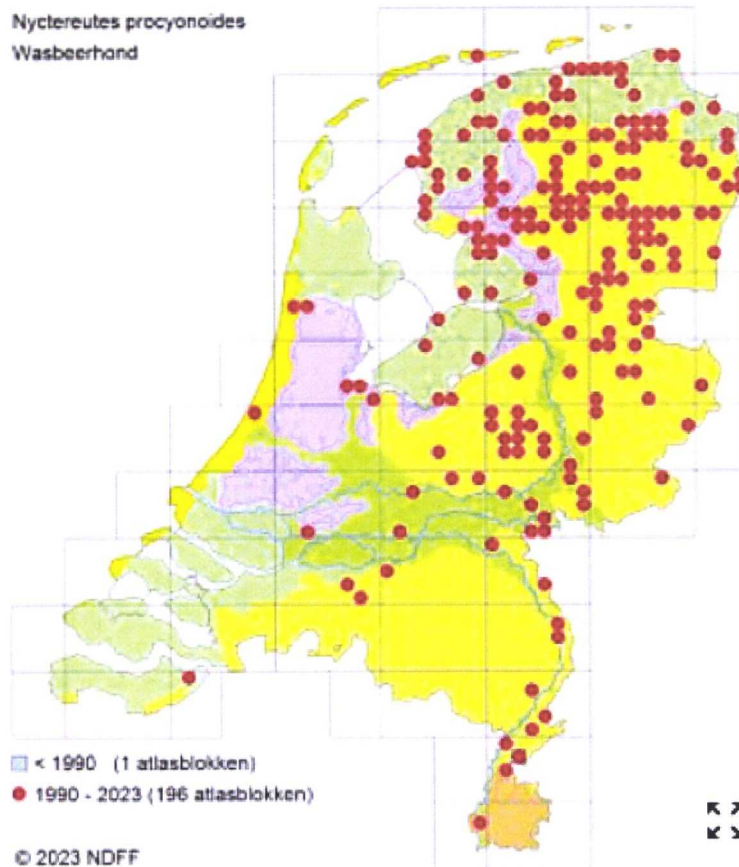 Nyctereutes procyonoides
Wasbeerhond
< 1990 (1 atlasblokken)
1990 - 2023 (196 atlasblokken)
© 2023 NDFF